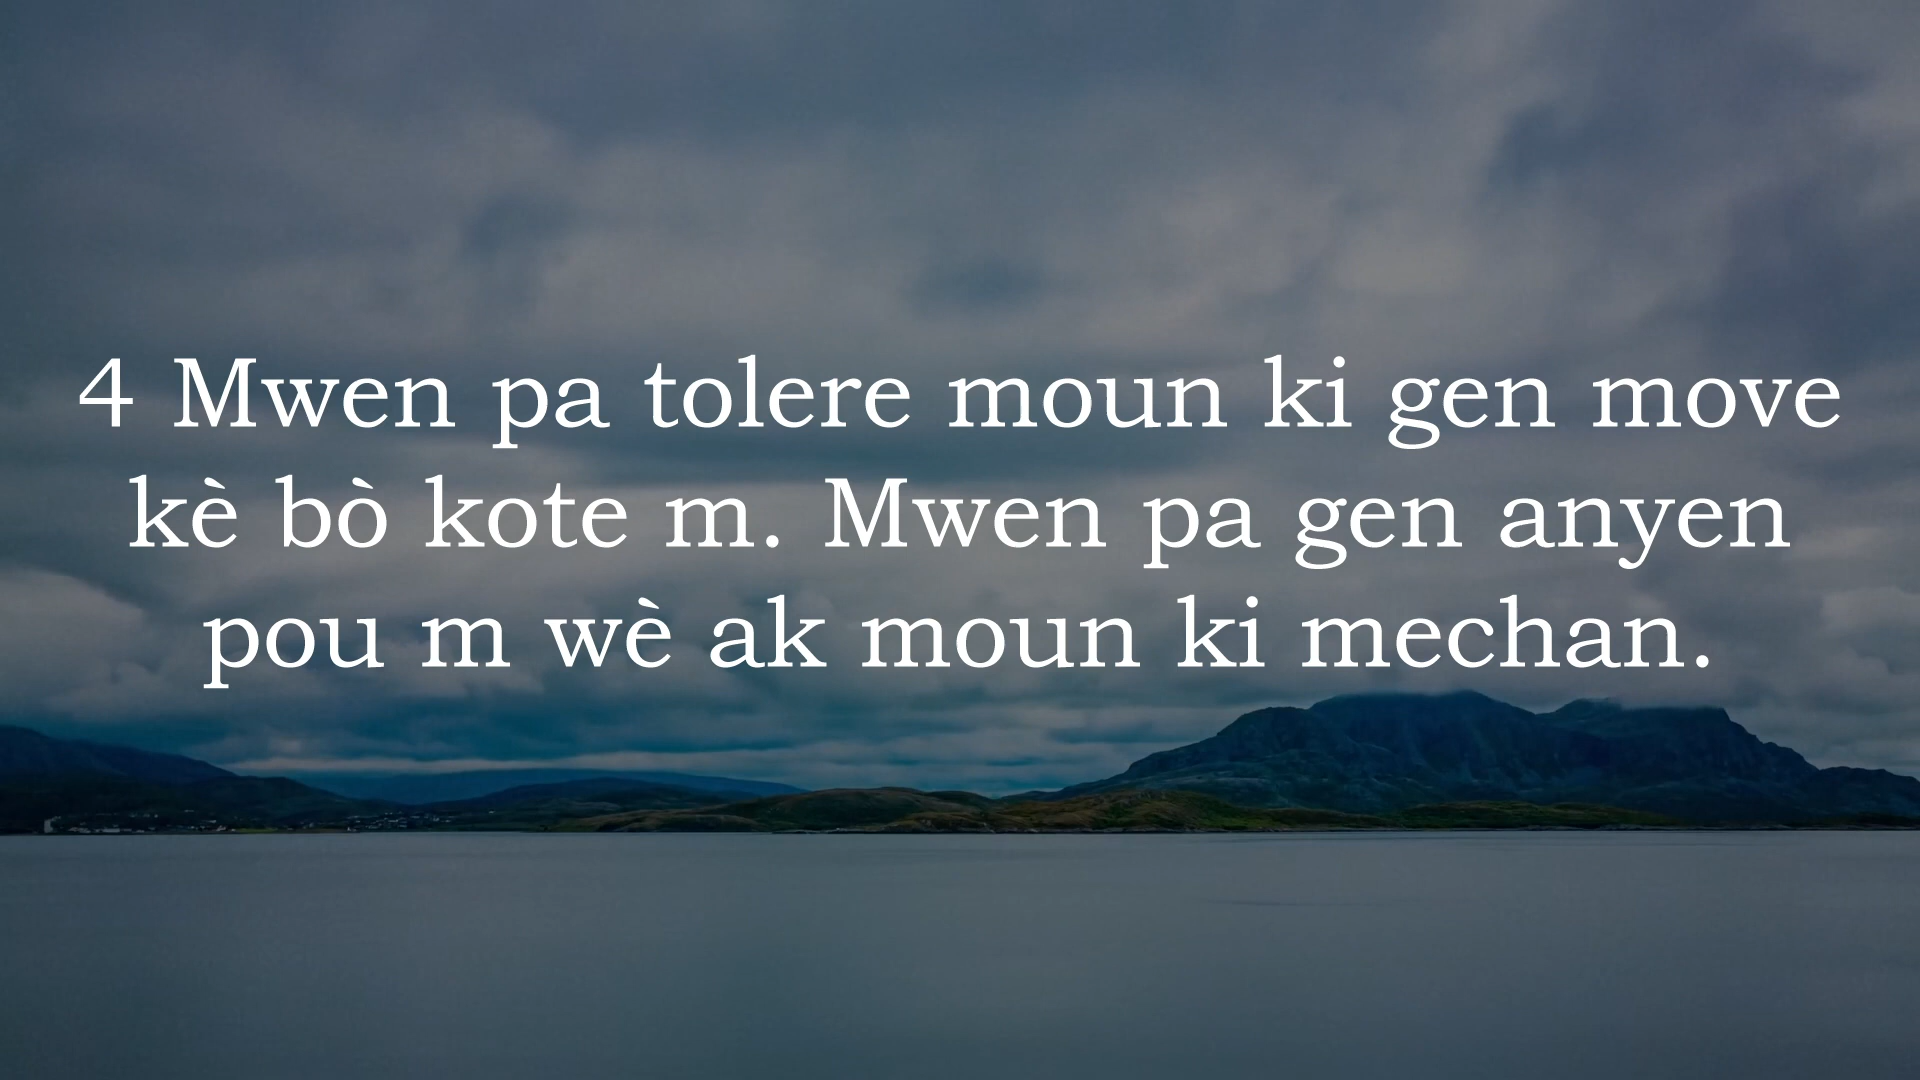 4 Mwen pa tolere moun ki gen move
kè bò kote m. Mwen pa gen anyen
pou m wè ak moun ki mechan.